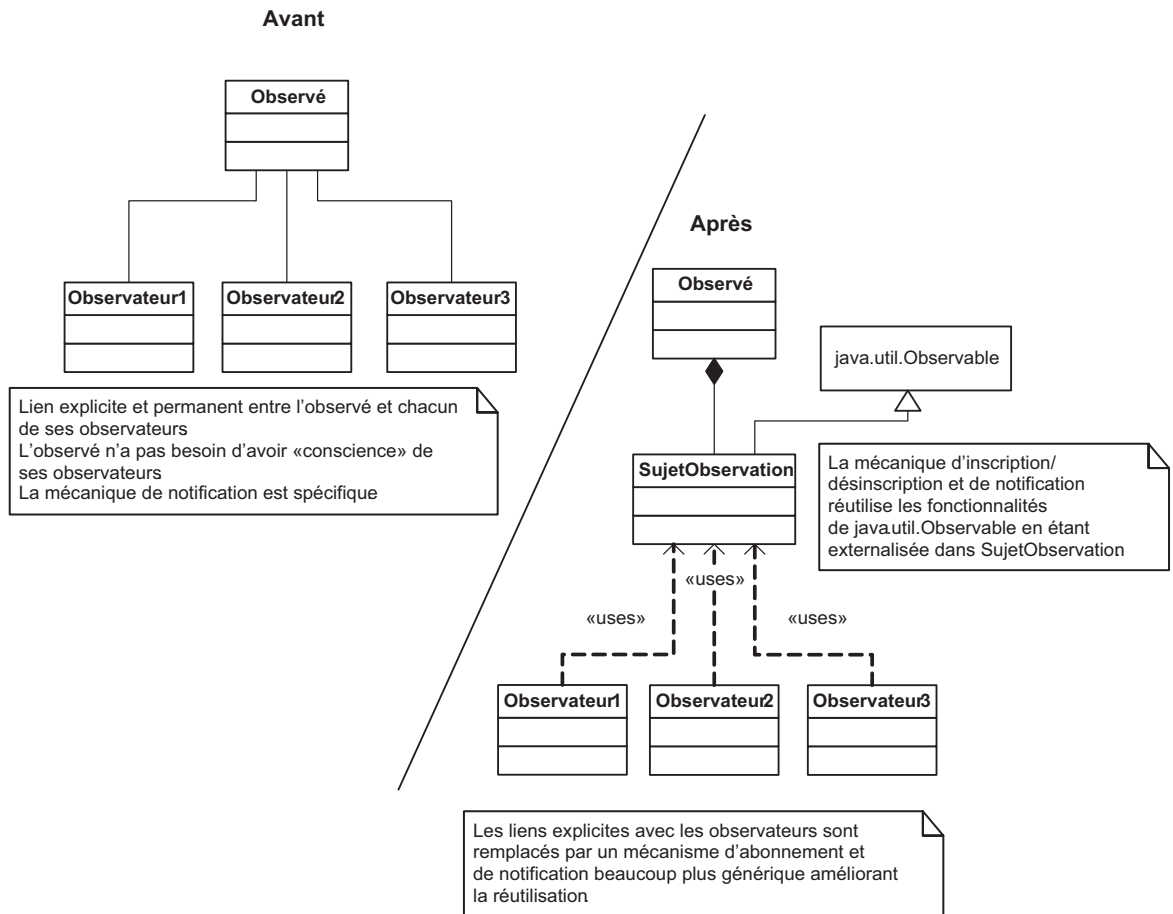 Avant
Observé
Observateur1
Observateur2
Observateur3
Lien explicite et permanent entre l'observé et chacun
de ses observateurs
L'observé n'a pas besoin d'avoir «conscience» de
ses observateurs
La mécanique de notification est spécifique
Après
Observé
java.util.Observable
SujetObservation
La mécanique d'inscription/
désinscription et de notification
réutilise les fonctionnalités
de java.util.Observable en étant
externalisée dans SujetObservation
«uses»
«uses»
«uses»
Observateur1
Observateur2
Observateur3
Les liens explicites avec les observateurs sont
remplacés par un mécanisme d'abonnement et
de notification beaucoup plus générique améliorant
la réutilisation